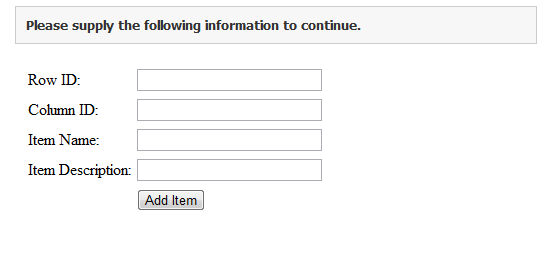 Please supply the following information to continue.
Row ID:
Column ID:
Item Name:
Item Description:
Add Item